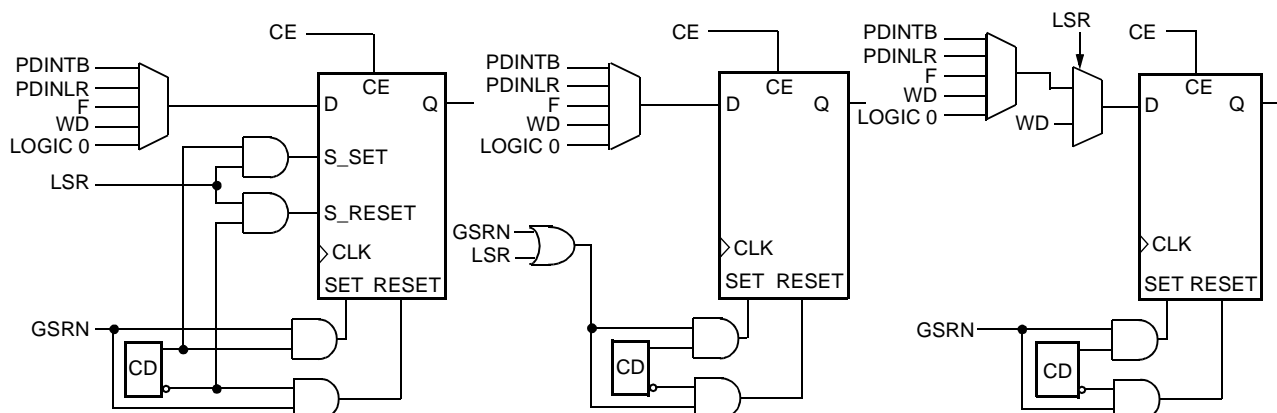 CE
PDINTB
PDINLR
F
WD
LOGIC 0
LSR
D
CE
Q
S_SET
S_RESET
CLK
SET RESET
GSRN
CD
CE
PDINTB
PDINLR
F
WD
LOGIC 0
D
CE
Q
GSRN
LSR
CLK
SET RESET
CD
LSR
CE
PDINTB
PDINLR
F
WD
LOGIC 0
WD
D
CE
Q
CLK
SET RESET
GSRN
CD